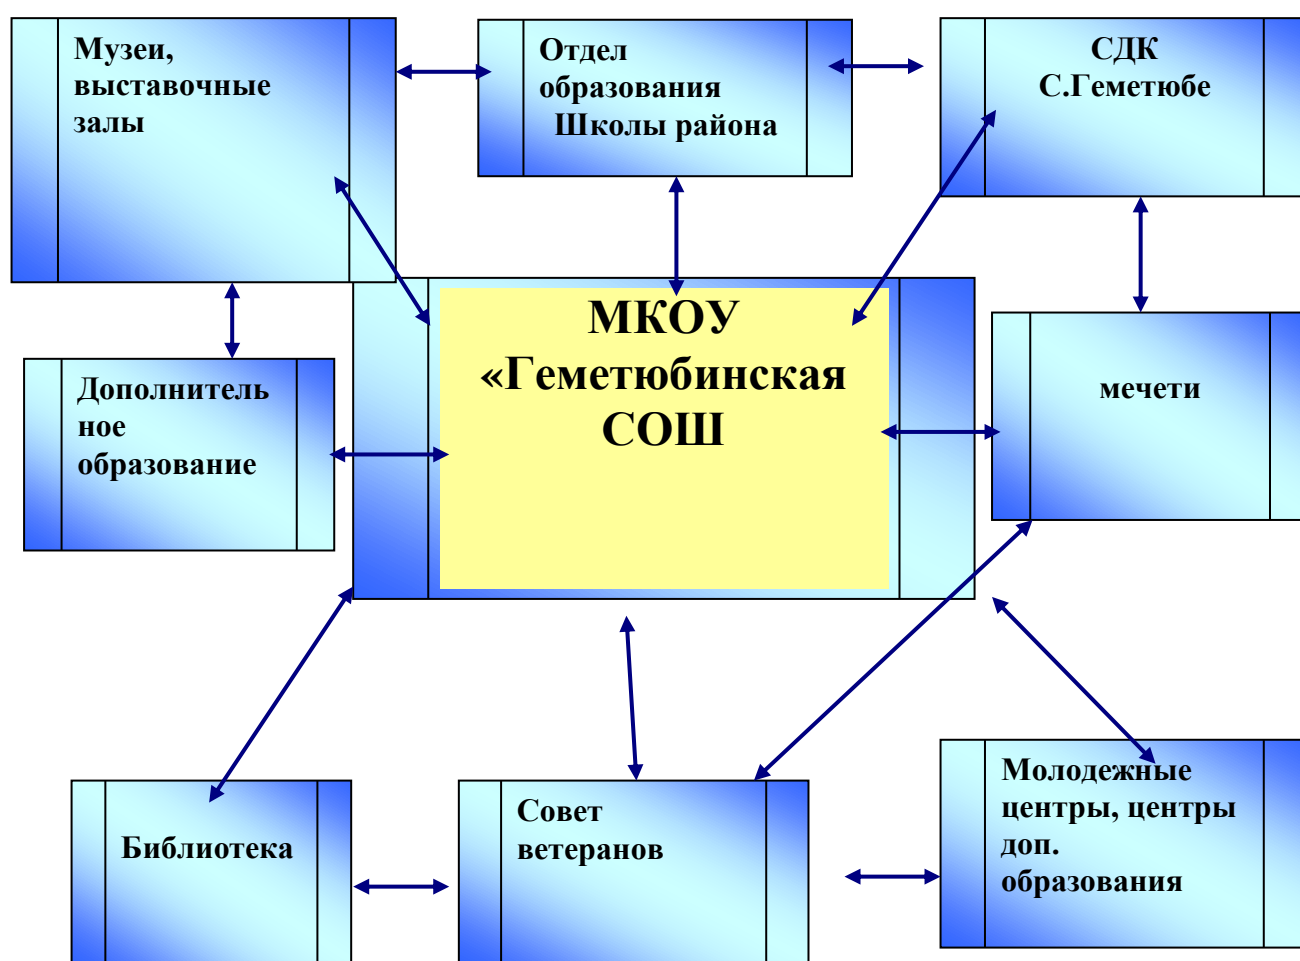 Музеи,
выставочные
залы
Отдел
образования
Школы района
СДК
С.Геметюбе
МКОУ
«Геметюбинская
СОШ
Дополнитель
ное
образование
мечети
Библиотека
Совет
ветеранов
Молодежные
центры, центры
доп.
образования